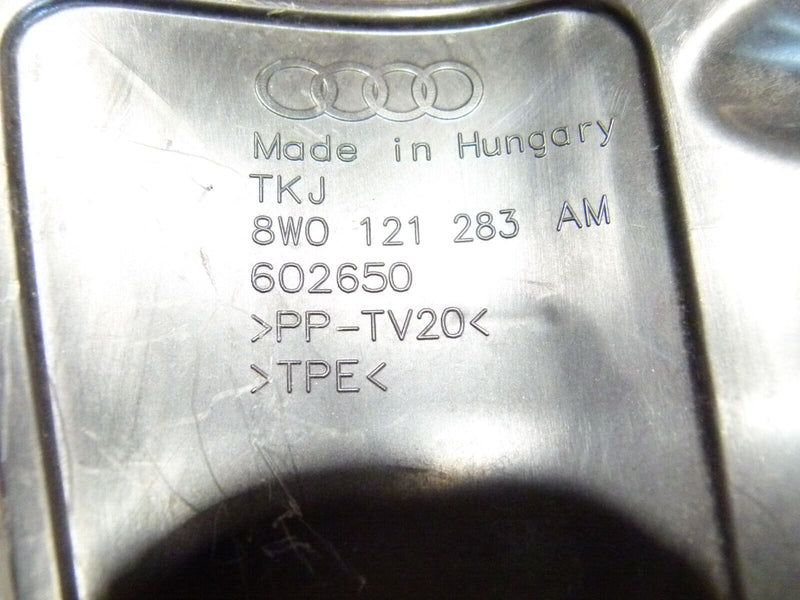 Made in Hungary
TKJ
8W0 121 283 AM
602650
>PP-TV20<
>TPE<